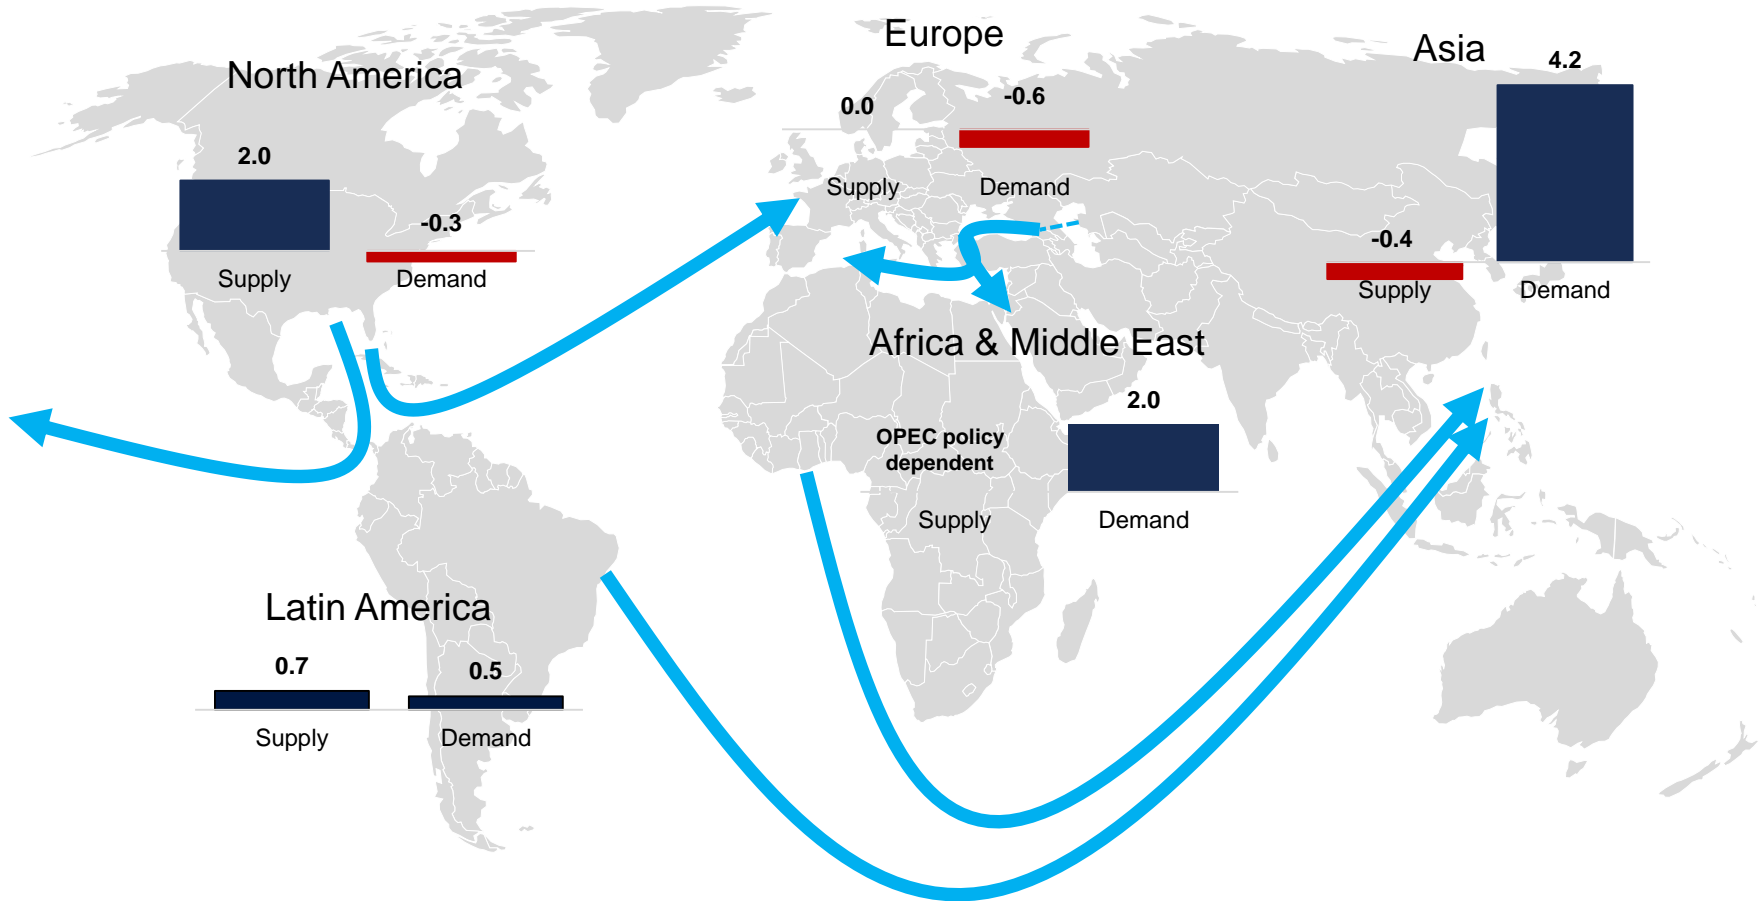 North America
2.0
-0.3
Supply
Demand
Europe
0.0
-0.6
Supply
Demand
Asia
4.2
-0.4
Supply
Demand
Africa & Middle East
2.0
OPEC policy
dependent
Supply
Demand
Latin America
0.7
0.5
Supply
Demand